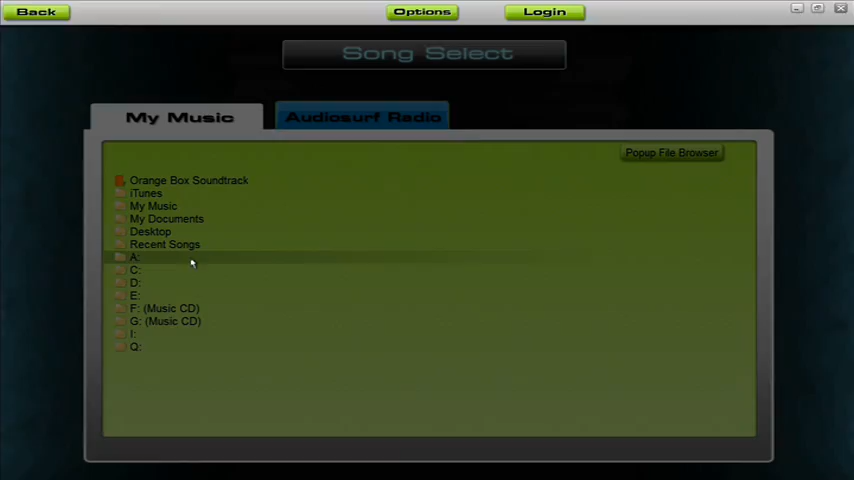 Back
Options
Login
Song Select
My Music
Audiosurf Radio
Popup File Browser
Orange Box Soundtrack
iTunes
My Music
My Documents
Desktop
Recent Songs
A:
C:
D:
E:
F: (Music CD)
G: (Music CD)
I:
Q: